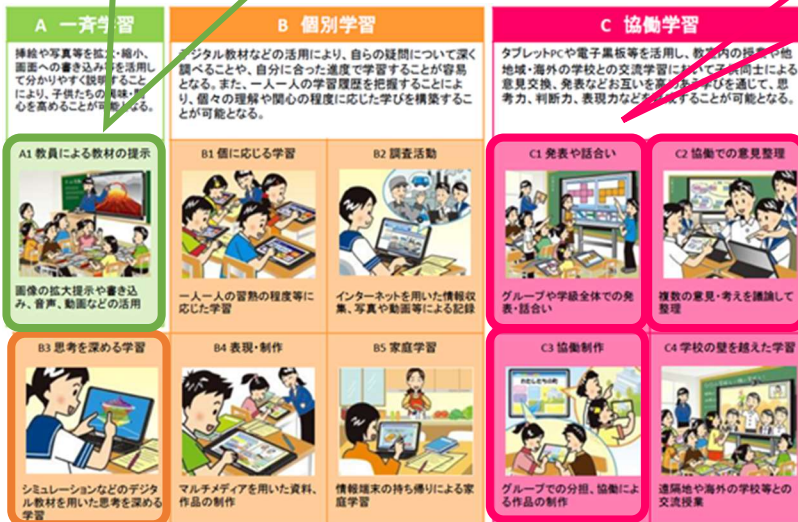 A 一斉学習
挿絵や写真等を拡大・縮小、
画面への書き込み等を活用し
て分かりやすく説明すること
により、子供たちの興味・関
心を高めることが可能となる。
B 個別学習
デジタル教材などの活用により、自らの疑問について深く
調べることや、自分に合った進度で学習することが容易
となる。また、一人一人の学習履歴を把握することによ
り、個々の理解や関心の程度に応じた学びを構築するこ
とが可能となる。
C 協働学習
タブレットPCや電子黒板等を活用し、教室内の授業や他
地域・海外の学校との交流学習において子供同士による
意見交換、発表などお互いを高めあう学びを通じて、思
考力、判断力、表現力などを育成することが可能となる。
A1 教員による教材の提示
画像の拡大提示や書き込
み、音声、動画などの活用
B1 個に応じる学習
一人一人の習熟の程度等に
応じた学習
B2 調査活動
インターネットを用いた情報収
集、写真や動画等による記録
C1 発表や話合い
グループや学級全体での発
表・話合い
C2 協働での意見整理
複数の意見・考えを議論して
整理
B3 思考を深める学習
シミュレーションなどのデジタ
ル教材を用いた思考を深める
学習
B4 表現・制作
マルチメディアを用いた資料、
作品の制作
B5 家庭学習
情報端末の持ち帰りによる家
庭学習
C3 協働制作
わたしたちの町
グループでの分担、協働によ
る作品の制作
C4 学校の壁を越えた学習
遠隔地や海外の学校等との
交流授業